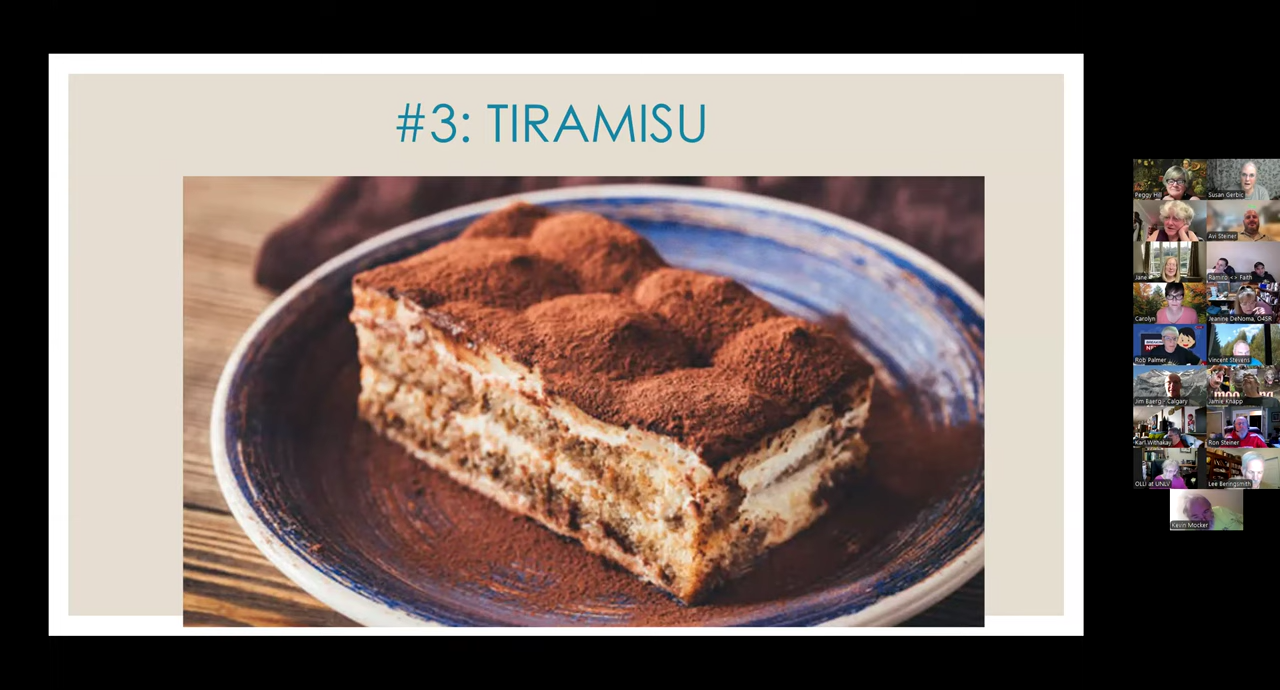 #3: TIRAMISU
Peggy Hill
Susan Gerbic
Avi Steiner
Jane
Ramiro <> Faith
Carolyn
Jeanine DeNoma, O4SR
Rob Palmer
Vincent Stevens
Jim Baerg - Calgary
Jamie Knapp
Karl Withakay
Ron Steiner
OLLI at UNLV
Lee Beringsmith
Kevin Mocker